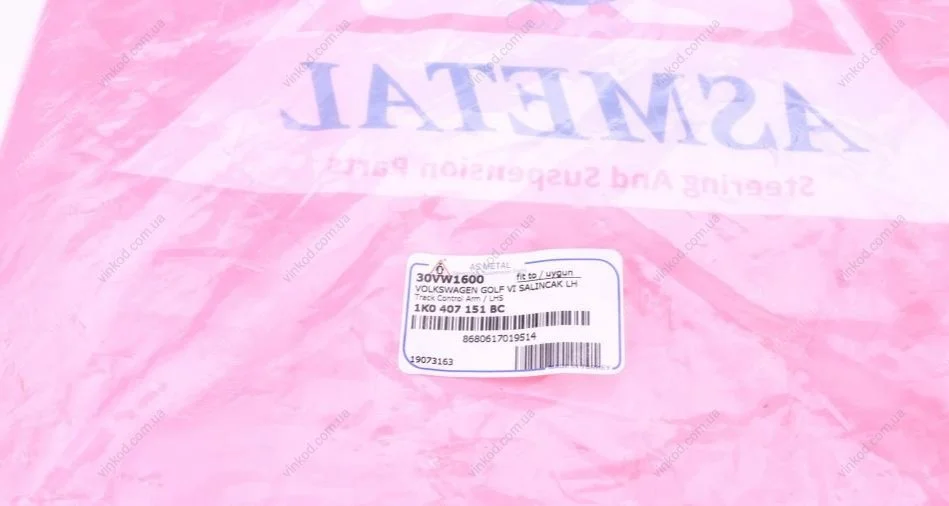 ASMETAL
Steering And Suspension Parts
AS METAL
30VW1600 fit to / uygun
VOLKSWAGEN GOLF VI SALINCAK LH
Track Control Arm / LHS
1K0 407 151 BC
8680617019514
19073163
vinkod.com.ua